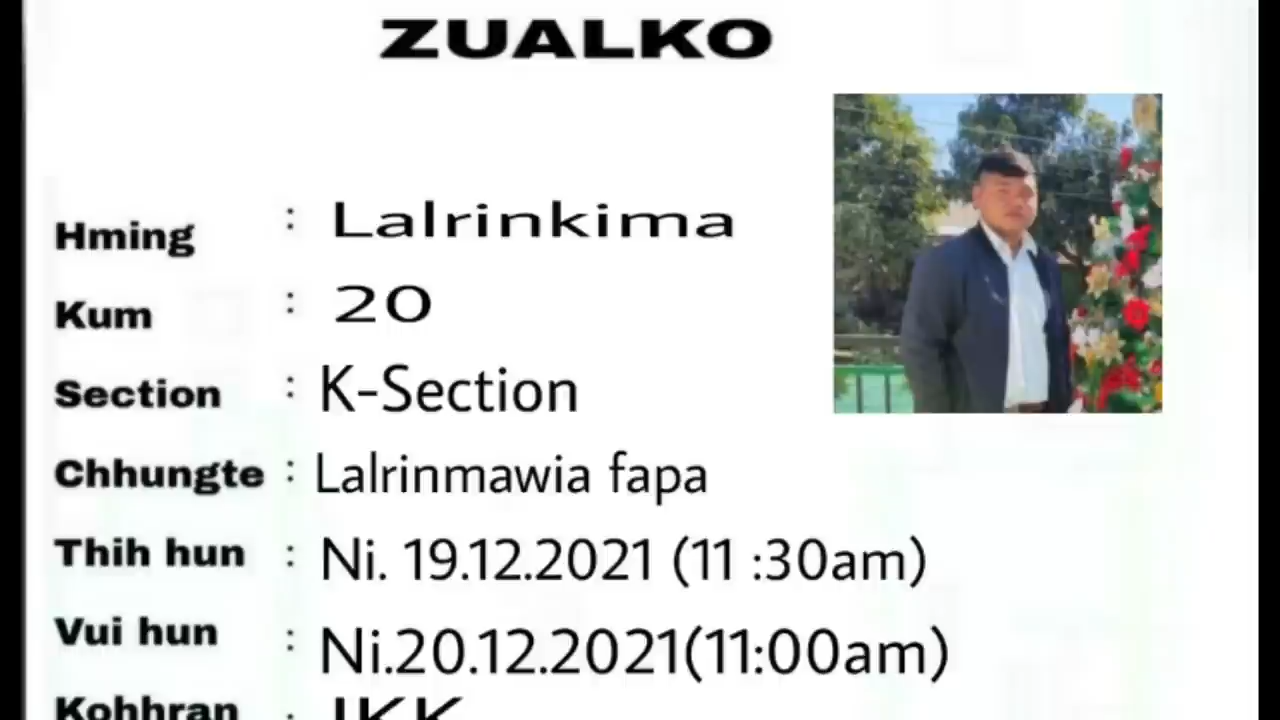 ZUALKO
Hming : Lalrinkima
Kum : 20
Section : K-Section
Chhungte : Lalrinmawia fapa
Thih hun : Ni. 19.12.2021 (11 :30am)
Vui hun : Ni.20.12.2021(11:00am)
Kohhran : IKK